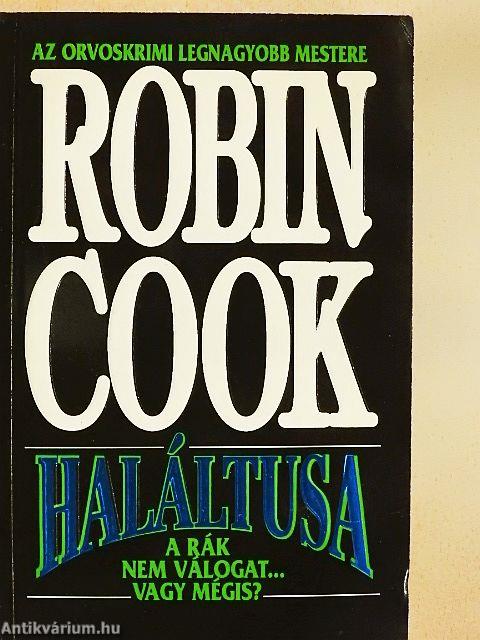 AZ ORVOSKRIMI LEGNAGYOBB MESTERE
ROBIN
COOK
HALÁLTUSA
A RÁK
NEM VÁLOGAT...
VAGY MÉGIS?
Antikvárium.hu